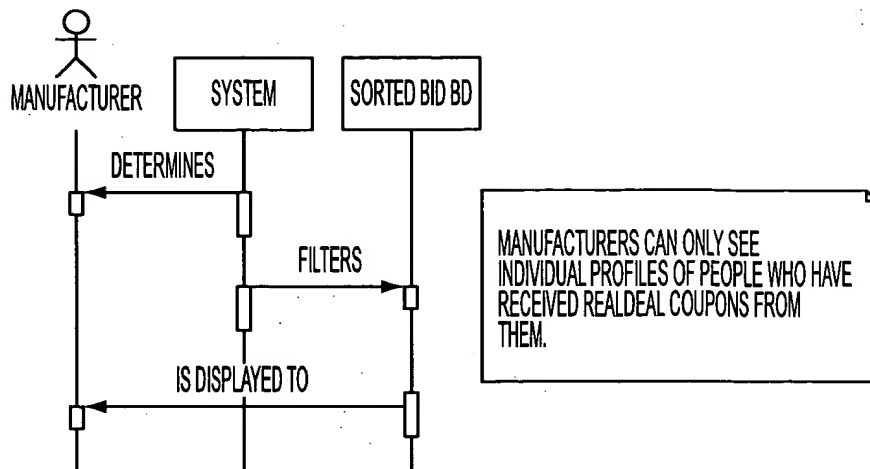 MANUFACTURER
SYSTEM
SORTED BID BD
DETERMINES
FILTERS
IS DISPLAYED TO
MANUFACTURERS CAN ONLY SEE
INDIVIDUAL PROFILES OF PEOPLE WHO HAVE
RECEIVED REALDEAL COUPONS FROM
THEM.